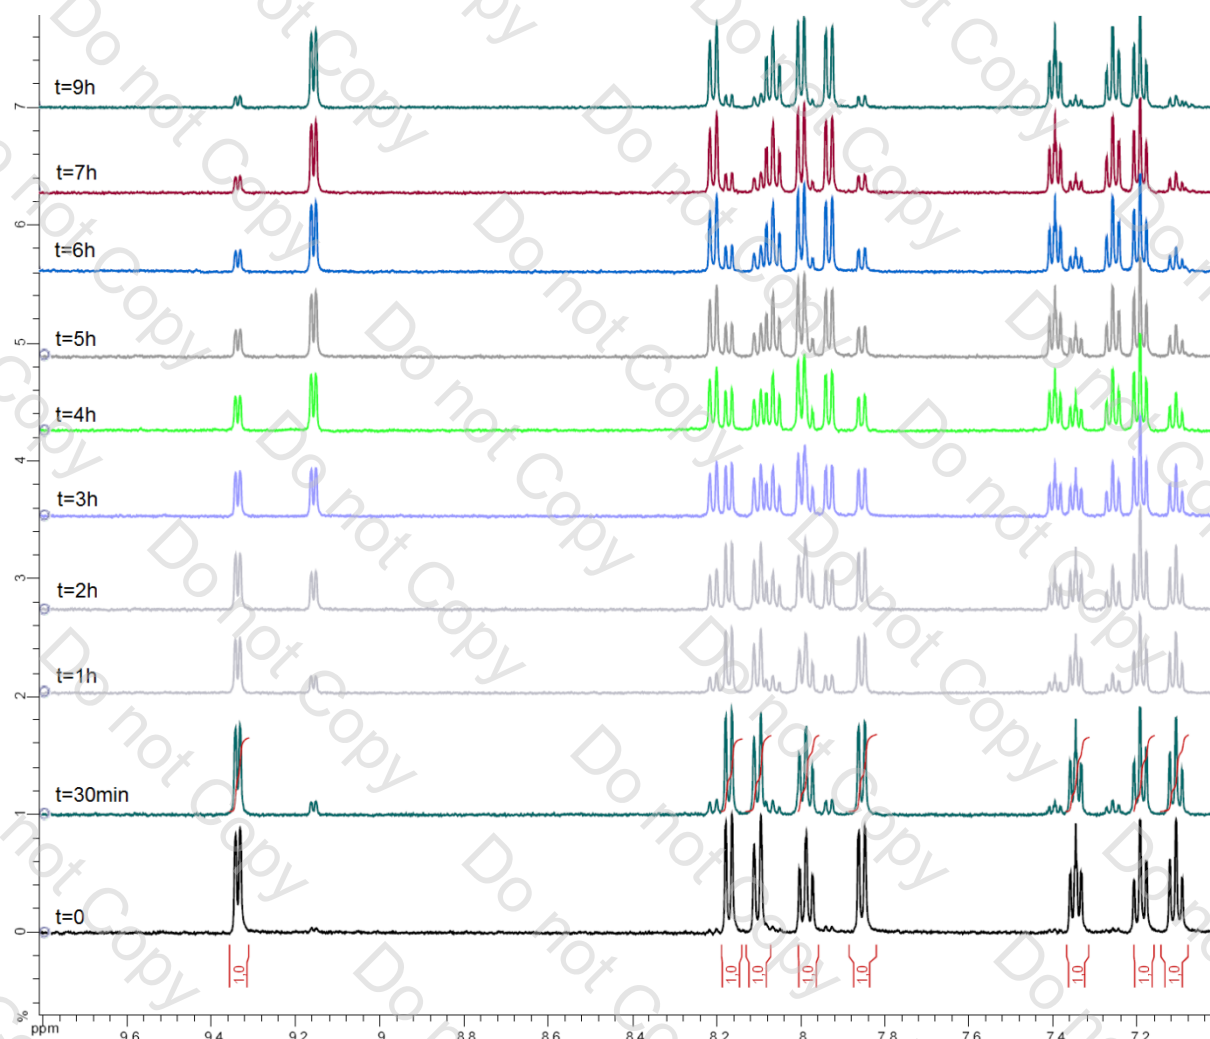 Do not Copy
t=9h
7
t=7h
t=6h
6
t=5h
5
t=4h
4
t=3h
3
t=2h
t=1h
2
t=30min
1
t=0
0
1.0 1.0 1.0 1.0 1.0 1.0 1.0 1.0
%
ppm 9.6 9.4 9.2 9 8.8 8.6 8.4 8.2 8 7.8 7.6 7.4 7.2